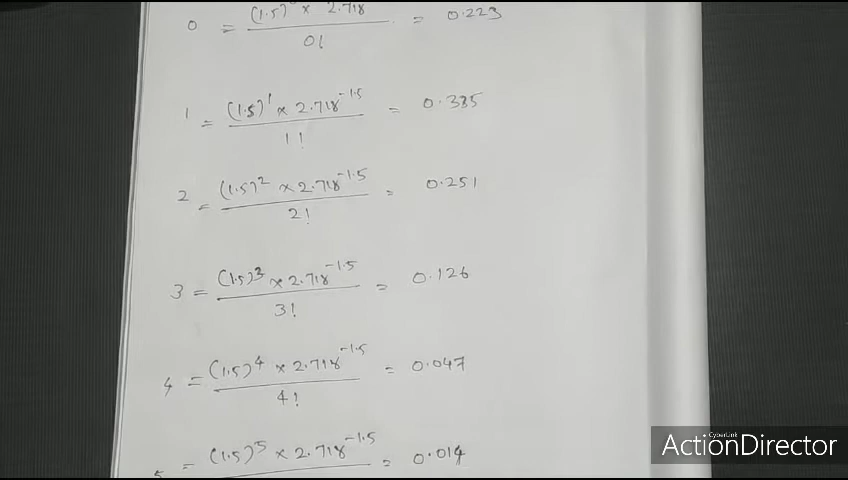 0 = (1.5)⁰ × 2.718 / 0! = 0.223
1 = (1.5)¹ × 2.718⁻¹·⁵ / 1! = 0.335
2 = (1.5)² × 2.718⁻¹·⁵ / 2! = 0.251
3 = (1.5)³ × 2.718⁻¹·⁵ / 3! = 0.126
4 = (1.5)⁴ × 2.718⁻¹·⁵ / 4! = 0.047
5 = (1.5)⁵ × 2.718⁻¹·⁵ = 0.014
CyberLink
ActionDirector